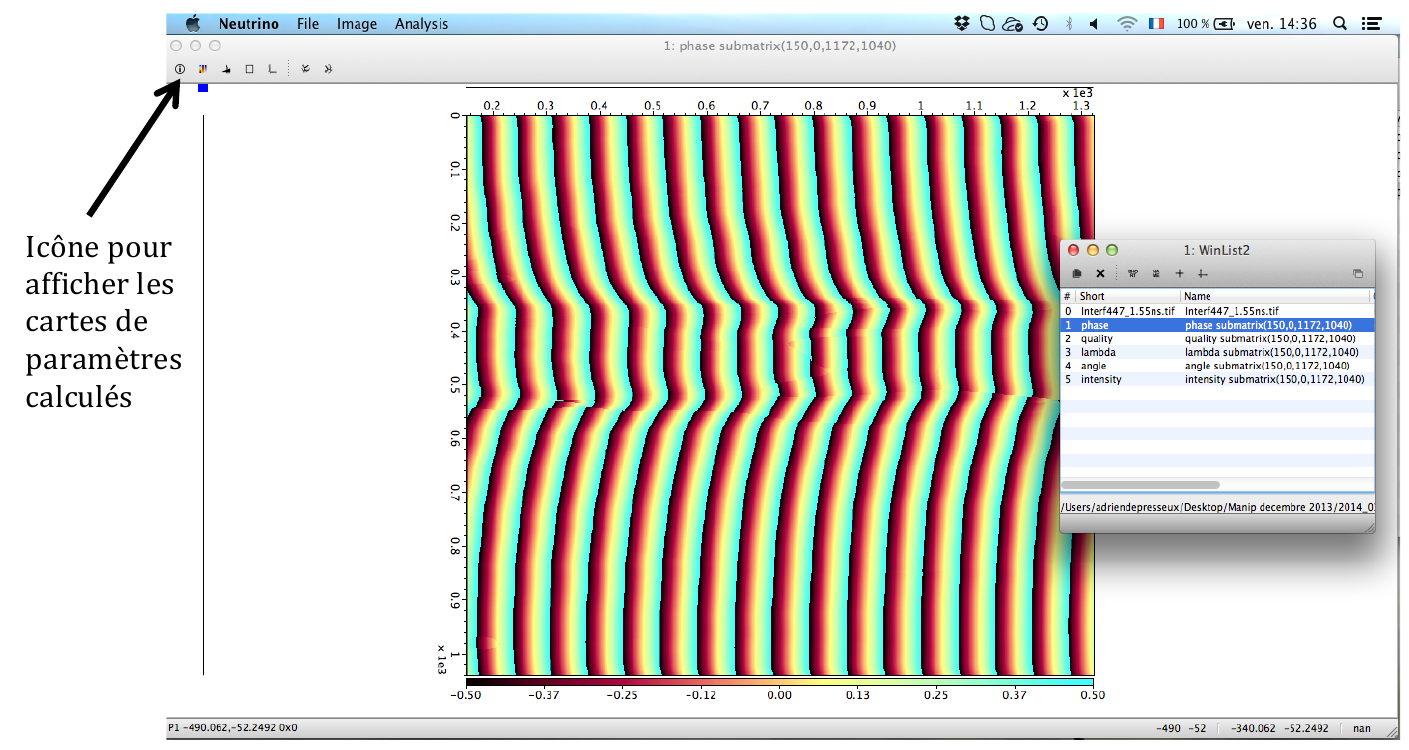 Neutrino File Image Analysis 100 % ven. 14:36
1: phase submatrix(150,0,1172,1040)
x 1e3
0.2 0.3 0.4 0.5 0.6 0.7 0.8 0.9 1 1.1 1.2 1.3
0
0.1
0.2
0.3
0.4
0.5
0.6
0.7
0.8
0.9
1
x 1e3
-0.50 -0.37 -0.25 -0.12 0.00 0.13 0.25 0.37 0.50
Icône pour
afficher les
cartes de
paramètres
calculés
1: WinList2
# Short Name
0 Interf447_1.55ns.tif Interf447_1.55ns.tif
1 phase phase submatrix(150,0,1172,1040)
2 quality quality submatrix(150,0,1172,1040)
3 lambda lambda submatrix(150,0,1172,1040)
4 angle angle submatrix(150,0,1172,1040)
5 intensity intensity submatrix(150,0,1172,1040)
/Users/adriendepresseux/Desktop/Manip decembre 2013/2014_0
P1 -490.062,-52.2492 0x0 -490 -52 -340.062 -52.2492 nan